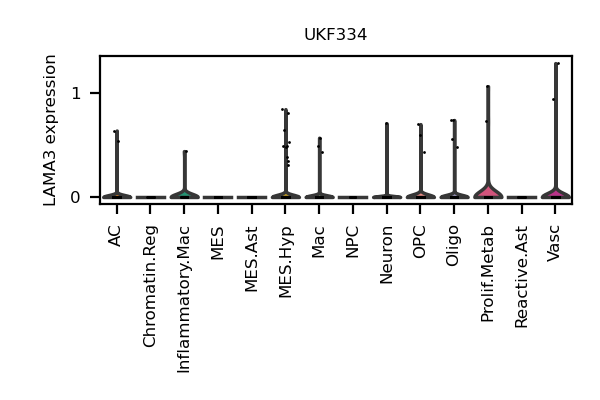 UKF334
LAMA3 expression
1
0
AC
Chromatin.Reg
Inflammatory.Mac
MES
MES.Ast
MES.Hyp
Mac
NPC
Neuron
OPC
Oligo
Prolif.Metab
Reactive.Ast
Vasc